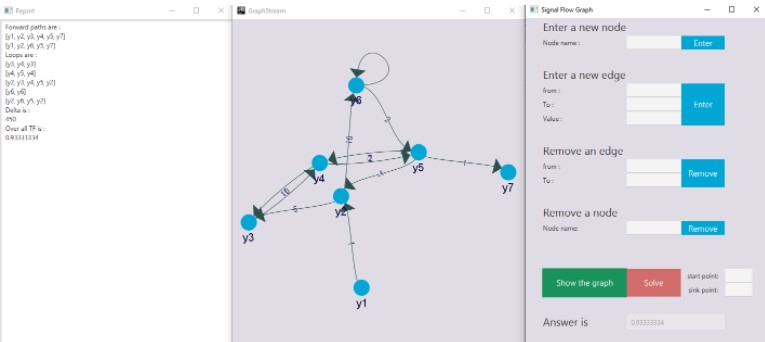 Report
Forward paths are :
[y1, y2, y3, y4, y5, y7]
[y1, y2, y6, y5, y7]
Loops are :
[y3, y4, y3]
[y4, y5, y4]
[y2, y3, y4, y5, y2]
[y6, y6]
[y2, y6, y5, y2]
Delta is :
450
Over all TF is :
0.93333334
GraphStream
y6
2
10
2
y5
y4
-1
1
y7
10
y2
5
y3
1
y1
Signal Flow Graph
Enter a new node
Node name :
Enter
Enter a new edge
from :
To :
Value :
Enter
Remove an edge
from :
To :
Remove
Remove a node
Node name:
Remove
Show the graph
Solve
start point:
sink point:
Answer is
0.93333334